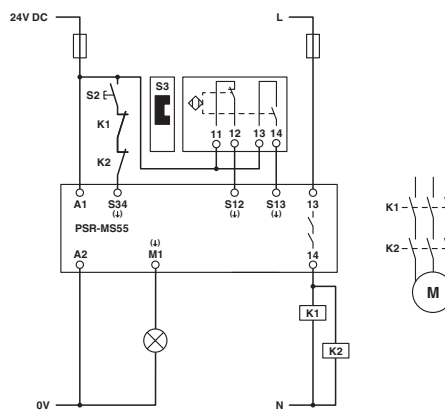 24V DC
L
S2
S3
K1
K2
11 12 13 14
A1 S34 S12 S13 13
(↓) (↓) (↓)
PSR-MS55
(↓)
A2 M1 14
K1
K2
0V N
K1
K2
M